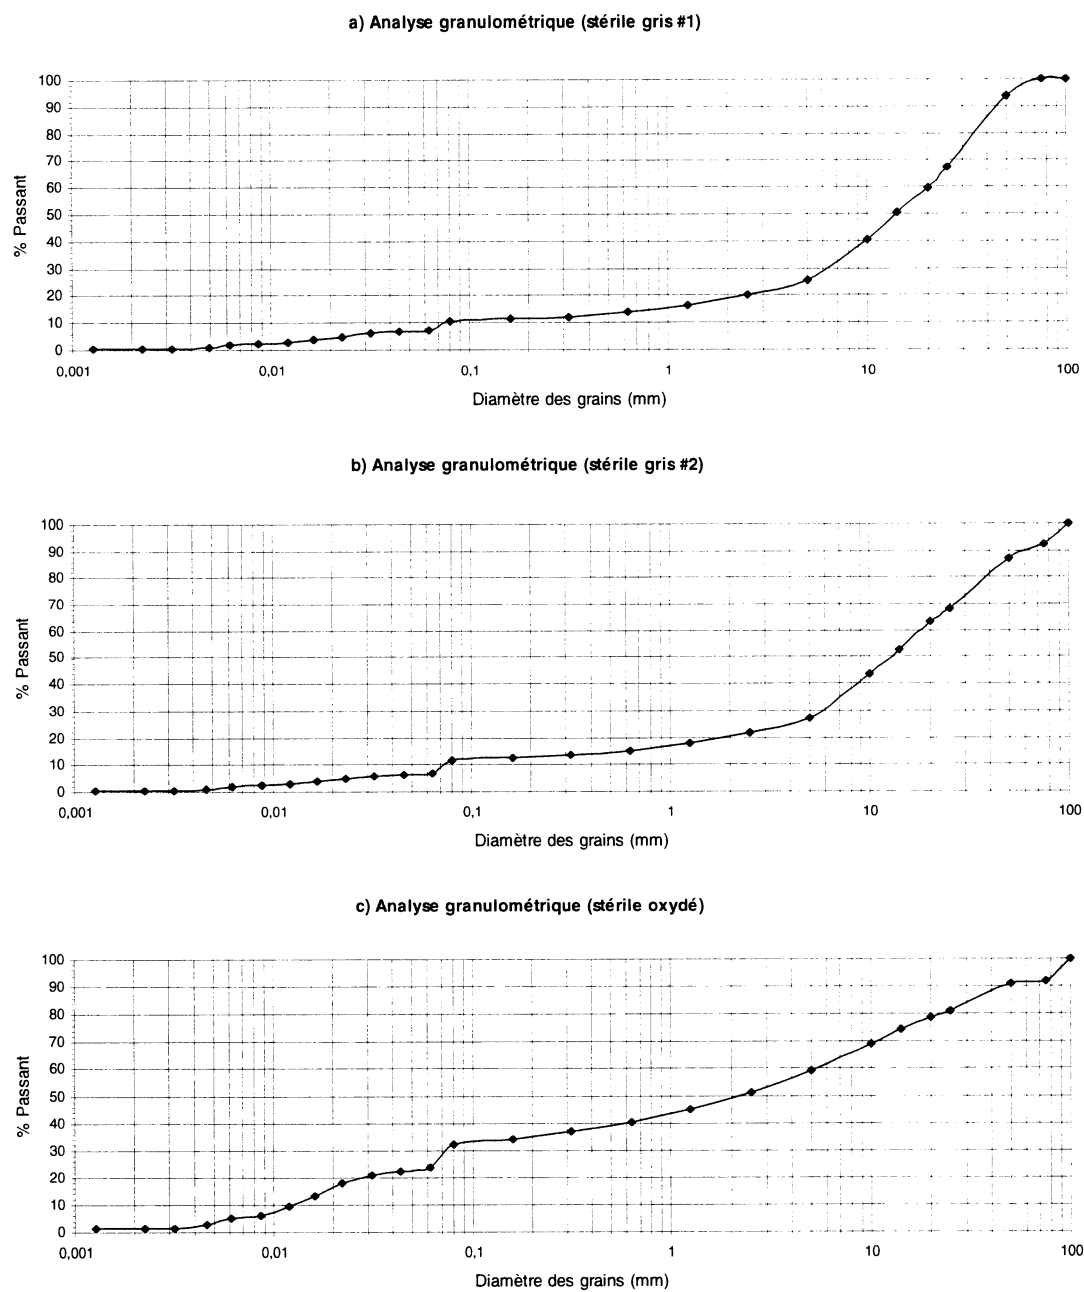 a) Analyse granulométrique (stérile gris #1)
100
90
80
70
60
50
40
30
20
10
0
% Passant
0,001 0,01 0,1 1 10 100
Diamètre des grains (mm)
b) Analyse granulométrique (stérile gris #2)
100
90
80
70
60
50
40
30
20
10
0
% Passant
0,001 0,01 0,1 1 10 100
Diamètre des grains (mm)
c) Analyse granulométrique (stérile oxydé)
100
90
80
70
60
50
40
30
20
10
0
% Passant
0,001 0,01 0,1 1 10 100
Diamètre des grains (mm)